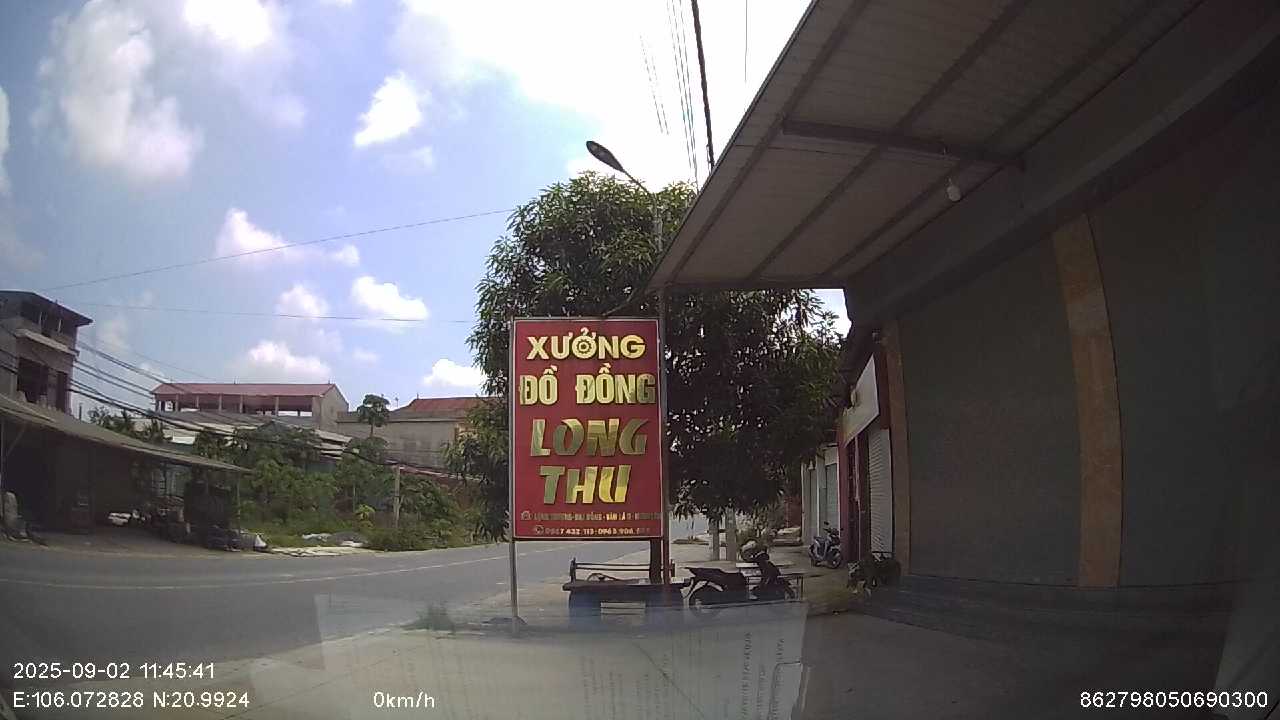 XƯỞNG
ĐỒ ĐỒNG
LONG
THU
2025-09-02 11:45:41
E:106.072828 N:20.9924
0km/h
862798050690300